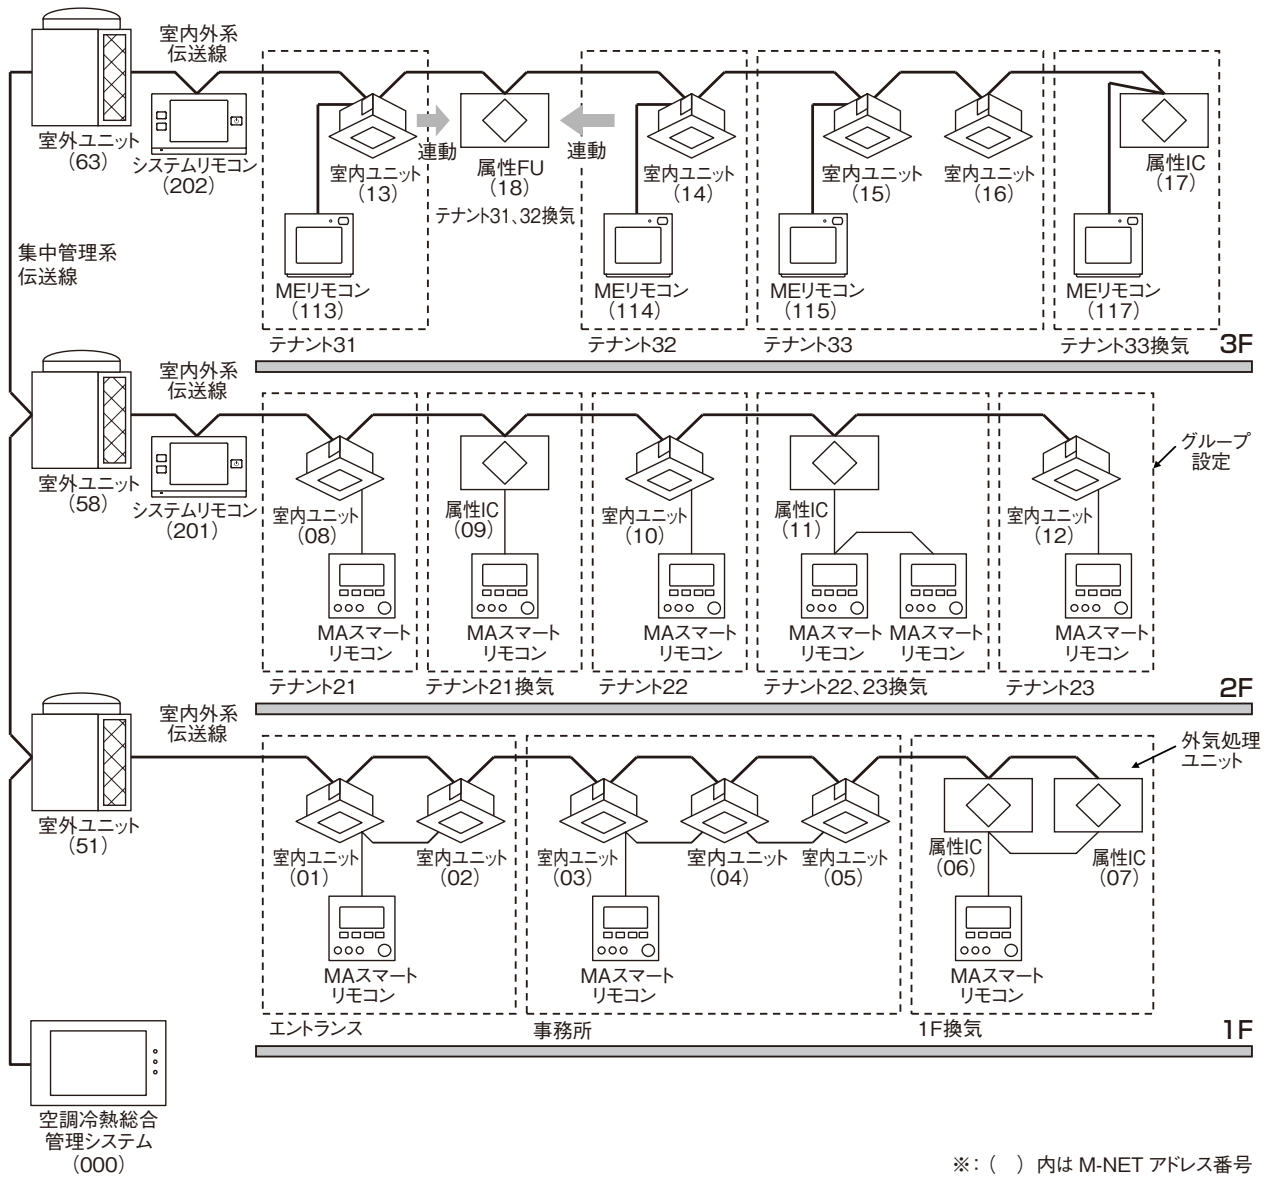 室内外系
伝送線
室外ユニット
(63)
システムリモコン
(202)
室内ユニット
(13)
連動
属性FU
(18)
テナント31、32換気
連動
室内ユニット
(14)
室内ユニット
(15)
室内ユニット
(16)
属性IC
(17)
集中管理系
伝送線
MEリモコン
(113)
MEリモコン
(114)
MEリモコン
(115)
MEリモコン
(117)
テナント31
テナント32
テナント33
テナント33換気
3F
室内外系
伝送線
室外ユニット
(58)
システムリモコン
(201)
室内ユニット
(08)
属性IC
(09)
室内ユニット
(10)
属性IC
(11)
室内ユニット
(12)
グループ
設定
MAスマート
リモコン
MAスマート
リモコン
MAスマート
リモコン
MAスマート
リモコン
MAスマート
リモコン
MAスマート
リモコン
テナント21
テナント21換気
テナント22
テナント22、23換気
テナント23
2F
室内外系
伝送線
室外ユニット
(51)
室内ユニット
(01)
室内ユニット
(02)
室内ユニット
(03)
室内ユニット
(04)
室内ユニット
(05)
属性IC
(06)
属性IC
(07)
外気処理
ユニット
MAスマート
リモコン
MAスマート
リモコン
MAスマート
リモコン
エントランス
事務所
1F換気
1F
空調冷熱総合
管理システム
(000)
※:(　)内は M-NET アドレス番号